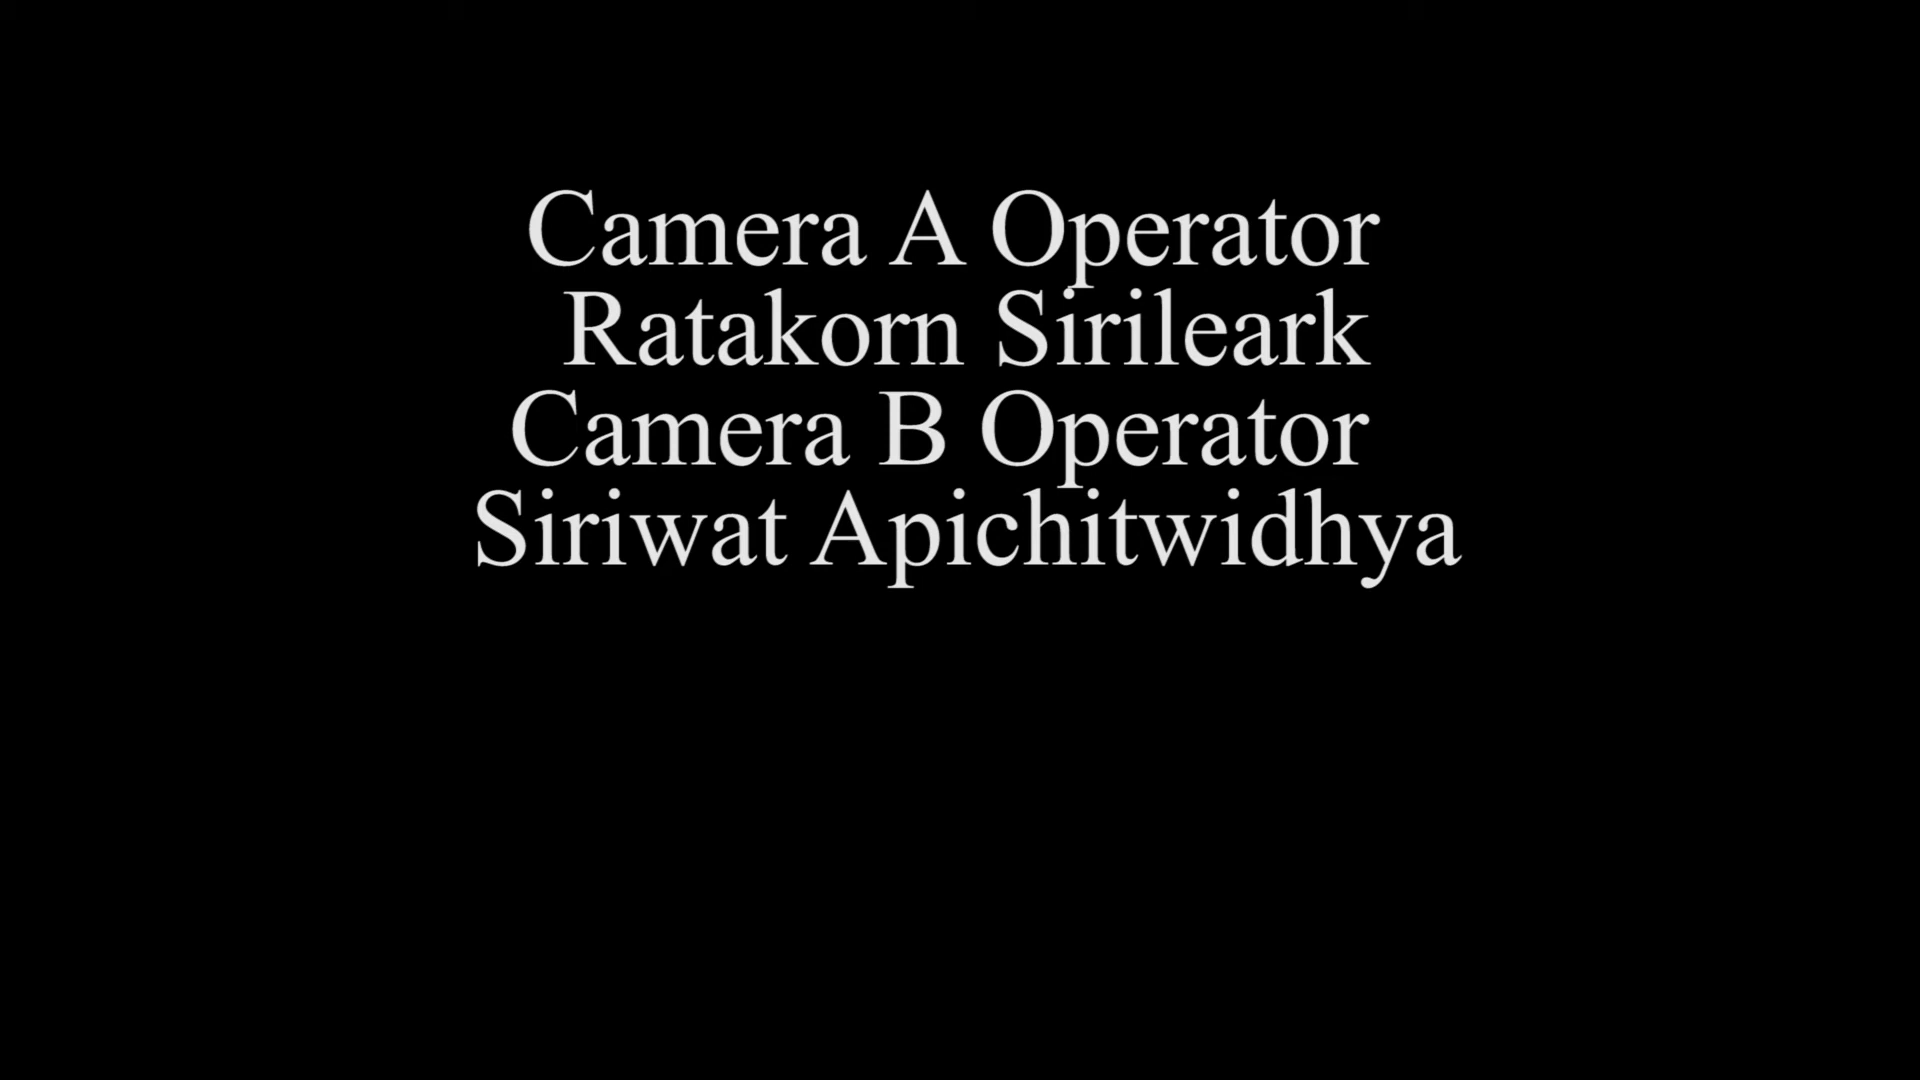 Camera A Operator
Ratakorn Sirileark
Camera B Operator
Siriwat Apichitwidhya